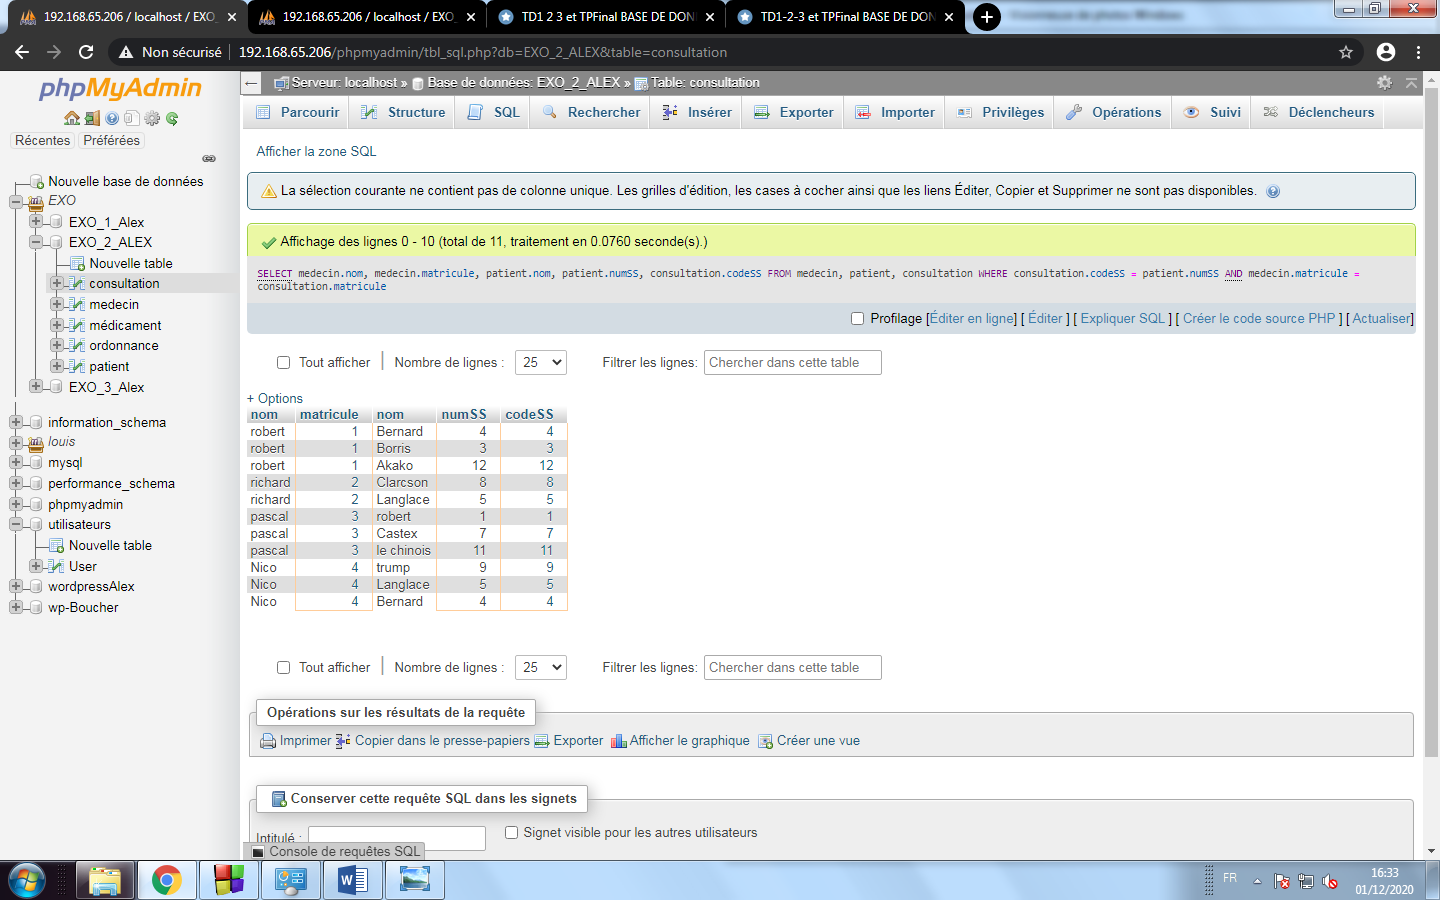 192.168.65.206 / localhost / EXO_
192.168.65.206 / localhost / EXO_
TD1 2 3 et TPFinal BASE DE DON
TD1-2-3 et TPFinal BASE DE DON
Non sécurisé
192.168.65.206/phpmyadmin/tbl_sql.php?db=EXO_2_ALEX&table=consultation
phpMyAdmin
Récentes Préférées
Nouvelle base de données
EXO
EXO_1_Alex
EXO_2_ALEX
Nouvelle table
consultation
medecin
médicament
ordonnance
patient
EXO_3_Alex
information_schema
louis
mysql
performance_schema
phpmyadmin
utilisateurs
Nouvelle table
User
wordpressAlex
wp-Boucher
Serveur: localhost » Base de données: EXO_2_ALEX » Table: consultation
Parcourir Structure SQL Rechercher Insérer Exporter Importer Privilèges Opérations Suivi Déclencheurs
Afficher la zone SQL
La sélection courante ne contient pas de colonne unique. Les grilles d'édition, les cases à cocher ainsi que les liens Éditer, Copier et Supprimer ne sont pas disponibles.
Affichage des lignes 0 - 10 (total de 11, traitement en 0.0760 seconde(s).)
SELECT medecin.nom, medecin.matricule, patient.nom, patient.numSS, consultation.codeSS FROM medecin, patient, consultation WHERE consultation.codeSS = patient.numSS AND medecin.matricule =
consultation.matricule
Profilage [Éditer en ligne] [ Éditer ] [ Expliquer SQL ] [ Créer le code source PHP ] [ Actualiser]
Tout afficher | Nombre de lignes : 25 Filtrer les lignes: Chercher dans cette table
+ Options
nom matricule nom numSS codeSS
robert 1 Bernard 4 4
robert 1 Borris 3 3
robert 1 Akako 12 12
richard 2 Clarcson 8 8
richard 2 Langlace 5 5
pascal 3 robert 1 1
pascal 3 Castex 7 7
pascal 3 le chinois 11 11
Nico 4 trump 9 9
Nico 4 Langlace 5 5
Nico 4 Bernard 4 4
Tout afficher | Nombre de lignes : 25 Filtrer les lignes: Chercher dans cette table
Opérations sur les résultats de la requête
Imprimer Copier dans le presse-papiers Exporter Afficher le graphique Créer une vue
Conserver cette requête SQL dans les signets
Intitulé : Signet visible pour les autres utilisateurs
Console de requêtes SQL
FR
16:33
01/12/2020